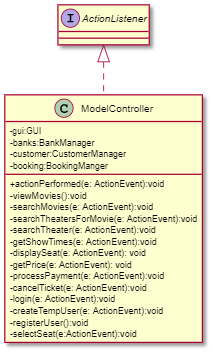 I ActionListener
C ModelController
-gui:GUI
-banks:BankManager
-customer:CustomerManager
-booking:BookingManger
+actionPerformed(e: ActionEvent):void
-viewMovies():void
-searchMovies(e: ActionEvent):void
-searchTheatersForMovie(e: ActionEvent):void
-searchTheater(e: ActionEvent):void
-getShowTimes(e: ActionEvent):void
-displaySeat(e: ActionEvent): void
-getPrice(e: ActionEvent): void
-processPayment(e: ActionEvent):void
-cancelTicket(e: ActionEvent):void
-login(e: ActionEvent):void
-createTempUser(e: ActionEvent):void
-registerUser():void
-selectSeat(e:ActionEvent):void